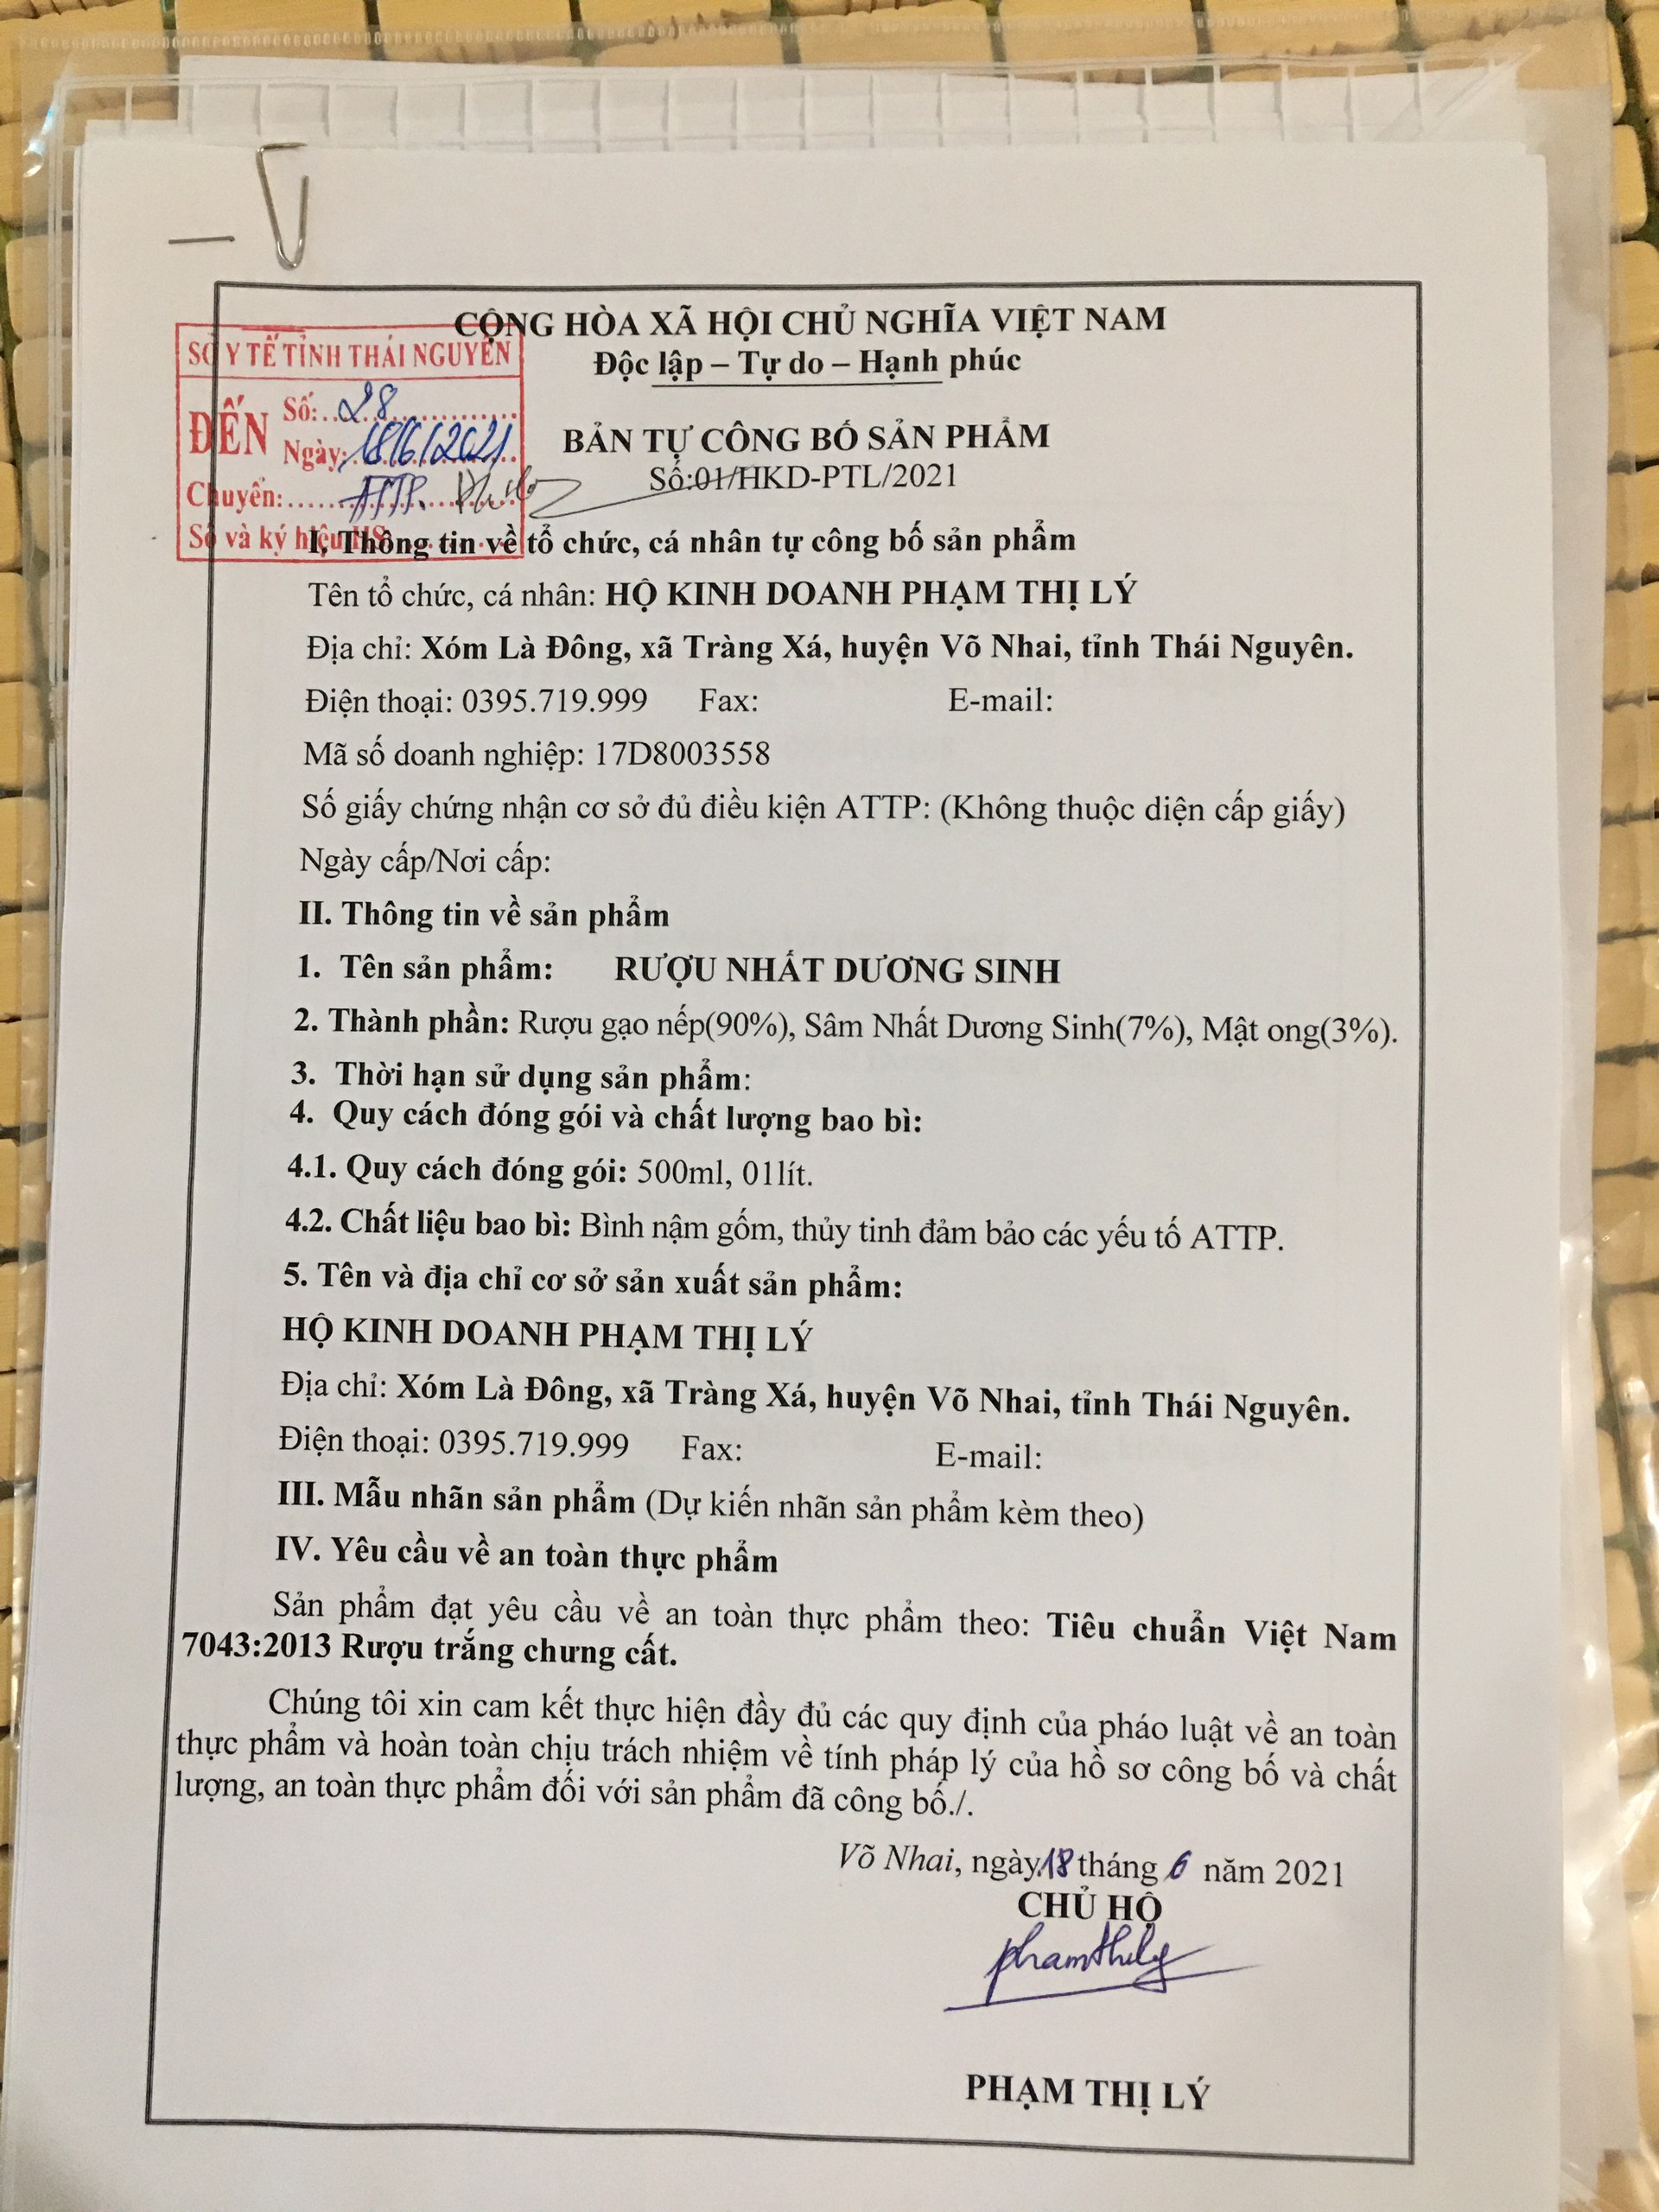 CỘNG HÒA XÃ HỘI CHỦ NGHĨA VIỆT NAM
Độc lập – Tự do – Hạnh phúc
SỞ Y TẾ TỈNH THÁI NGUYÊN
ĐẾN
Số: 28
Ngày: 18/6/2021
Chuyển: ATTP.
Số và ký hiệu HS
BẢN TỰ CÔNG BỐ SẢN PHẨM
Số:01/HKD-PTL/2021
I. Thông tin về tổ chức, cá nhân tự công bố sản phẩm
Tên tổ chức, cá nhân: HỘ KINH DOANH PHẠM THỊ LÝ
Địa chỉ: Xóm Là Đông, xã Tràng Xá, huyện Võ Nhai, tỉnh Thái Nguyên.
Điện thoại: 0395.719.999 Fax: E-mail:
Mã số doanh nghiệp: 17D8003558
Số giấy chứng nhận cơ sở đủ điều kiện ATTP: (Không thuộc diện cấp giấy)
Ngày cấp/Nơi cấp:
II. Thông tin về sản phẩm
1. Tên sản phẩm: RƯỢU NHẤT DƯƠNG SINH
2. Thành phần: Rượu gạo nếp(90%), Sâm Nhất Dương Sinh(7%), Mật ong(3%).
3. Thời hạn sử dụng sản phẩm:
4. Quy cách đóng gói và chất lượng bao bì:
4.1. Quy cách đóng gói: 500ml, 01lít.
4.2. Chất liệu bao bì: Bình nậm gốm, thủy tinh đảm bảo các yếu tố ATTP.
5. Tên và địa chỉ cơ sở sản xuất sản phẩm:
HỘ KINH DOANH PHẠM THỊ LÝ
Địa chỉ: Xóm Là Đông, xã Tràng Xá, huyện Võ Nhai, tỉnh Thái Nguyên.
Điện thoại: 0395.719.999 Fax: E-mail:
III. Mẫu nhãn sản phẩm (Dự kiến nhãn sản phẩm kèm theo)
IV. Yêu cầu về an toàn thực phẩm
Sản phẩm đạt yêu cầu về an toàn thực phẩm theo: Tiêu chuẩn Việt Nam
7043:2013 Rượu trắng chưng cất.
Chúng tôi xin cam kết thực hiện đầy đủ các quy định của pháo luật về an toàn
thực phẩm và hoàn toàn chịu trách nhiệm về tính pháp lý của hồ sơ công bố và chất
lượng, an toàn thực phẩm đối với sản phẩm đã công bố./.
Võ Nhai, ngày 18 tháng 6 năm 2021
CHỦ HỘ
phamthily
PHẠM THỊ LÝ